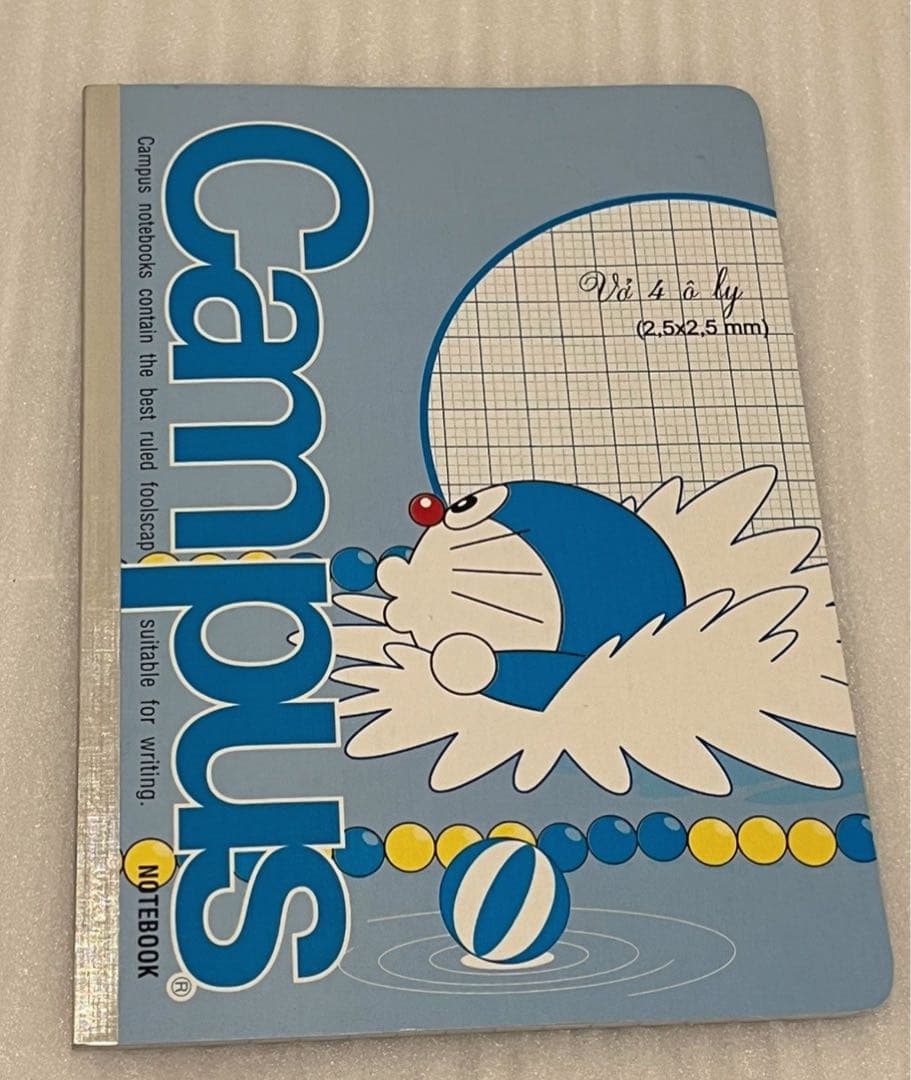 Vở 4 ô ly
(2,5x2,5 mm)
Campus®
Campus notebooks contain the best ruled foolscap suitable for writing.
NOTEBOOK